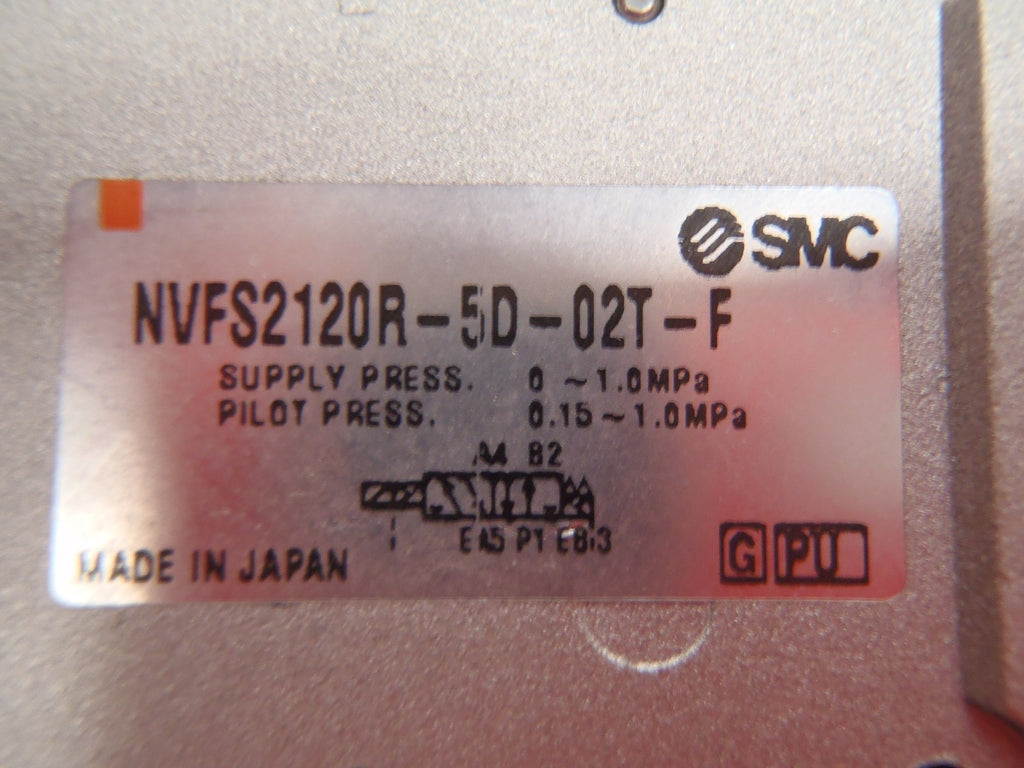 SMC
NVFS2120R-5D-02T-F
SUPPLY PRESS. 0 ~1.0MPa
PILOT PRESS. 0.15~1.0MPa
A4 B2
EA5 P1 EB3
MADE IN JAPAN
G PU